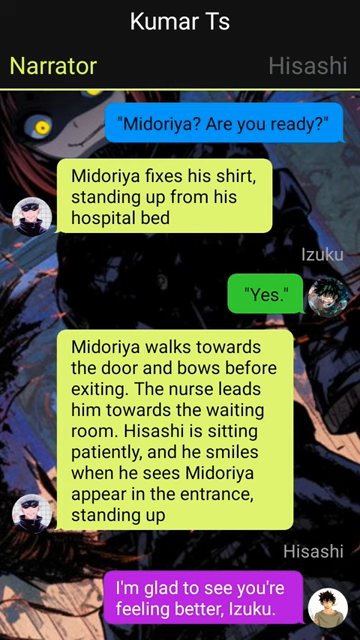 Kumar Ts
Narrator
Hisashi
"Midoriya? Are you ready?"
Midoriya fixes his shirt,
standing up from his
hospital bed
Izuku
"Yes."
Midoriya walks towards
the door and bows before
exiting. The nurse leads
him towards the waiting
room. Hisashi is sitting
patiently, and he smiles
when he sees Midoriya
appear in the entrance,
standing up
Hisashi
I'm glad to see you're
feeling better, Izuku.